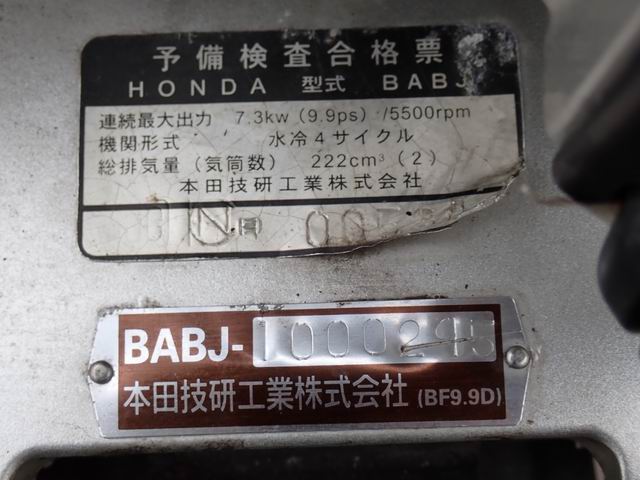 予備検査合格票
HONDA 型式 BABJ
連続最大出力 7.3kw (9.9ps) /5500rpm
機関形式 水冷4サイクル
総排気量 (気筒数) 222cm³ (2)
本田技研工業株式会社
BABJ-1000245
本田技研工業株式会社 (BF9.9D)